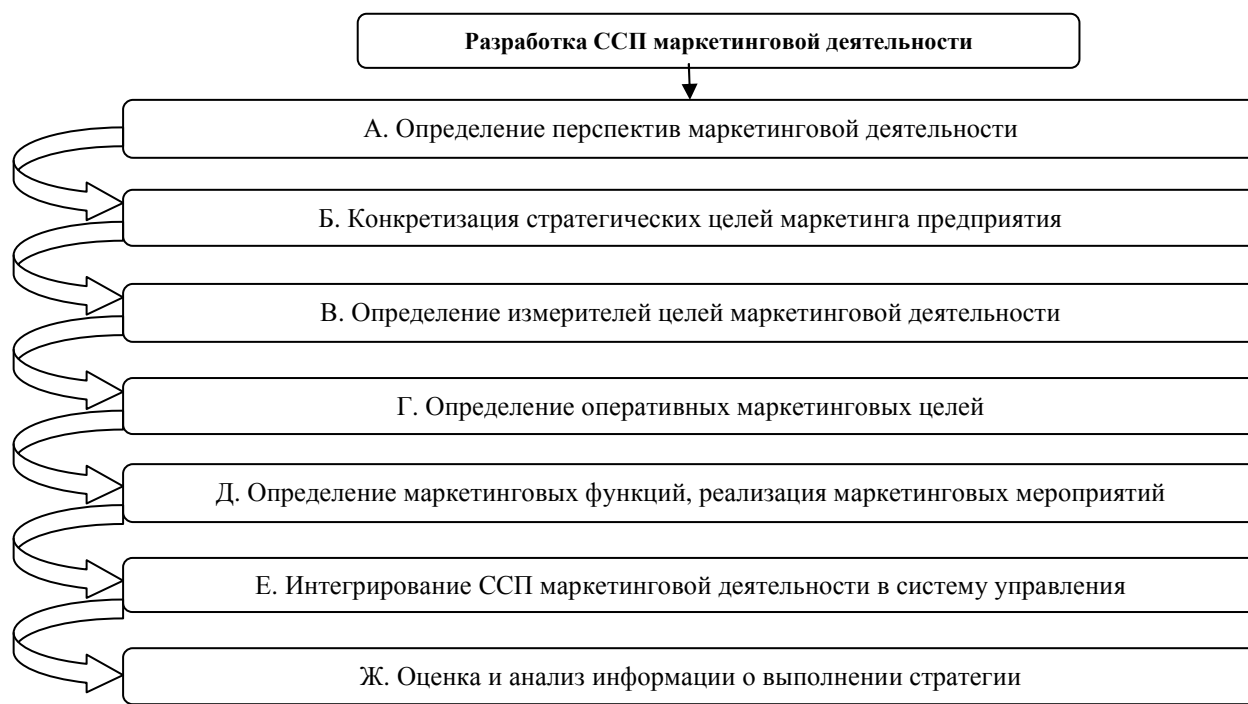 Разработка ССП маркетинговой деятельности
А. Определение перспектив маркетинговой деятельности
Б. Конкретизация стратегических целей маркетинга предприятия
В. Определение измерителей целей маркетинговой деятельности
Г. Определение оперативных маркетинговых целей
Д. Определение маркетинговых функций, реализация маркетинговых мероприятий
Е. Интегрирование ССП маркетинговой деятельности в систему управления
Ж. Оценка и анализ информации о выполнении стратегии